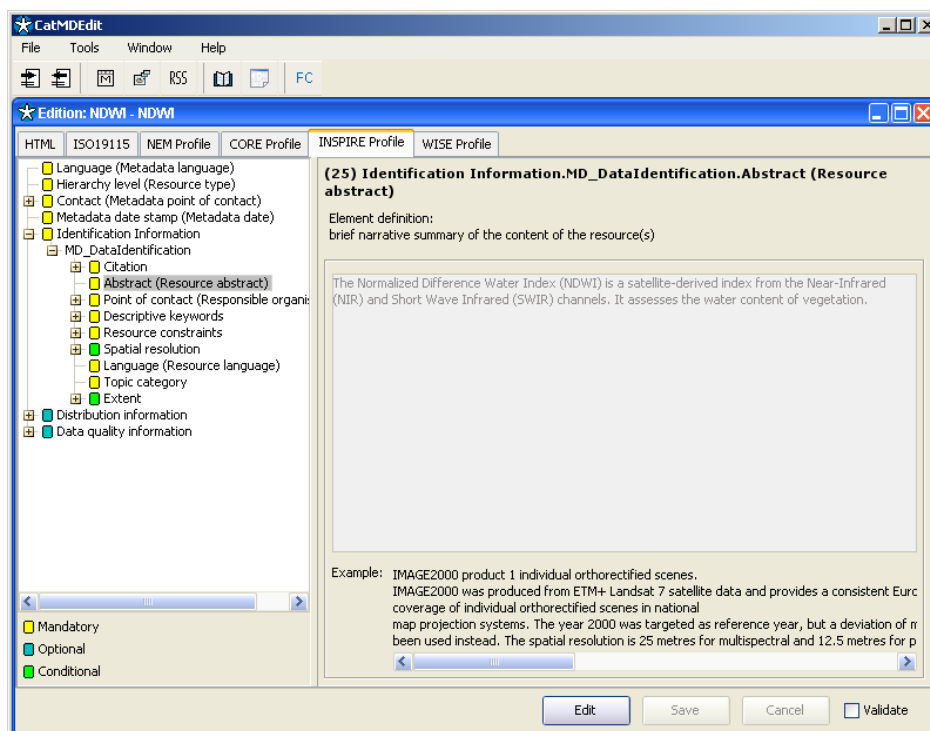 CatMDEdit
File Tools Window Help
RSS FC
Edition: NDWI - NDWI
HTML ISO19115 NEM Profile CORE Profile INSPIRE Profile WISE Profile
Language (Metadata language)
Hierarchy level (Resource type)
Contact (Metadata point of contact)
Metadata date stamp (Metadata date)
Identification Information
MD_DataIdentification
Citation
Abstract (Resource abstract)
Point of contact (Responsible organis
Descriptive keywords
Resource constraints
Spatial resolution
Language (Resource language)
Topic category
Extent
Distribution information
Data quality information
Mandatory
Optional
Conditional
(25) Identification Information.MD_DataIdentification.Abstract (Resource
abstract)
Element definition:
brief narrative summary of the content of the resource(s)
The Normalized Difference Water Index (NDWI) is a satellite-derived index from the Near-Infrared
(NIR) and Short Wave Infrared (SWIR) channels. It assesses the water content of vegetation.
Example: IMAGE2000 product 1 individual orthorectified scenes.
IMAGE2000 was produced from ETM+ Landsat 7 satellite data and provides a consistent Eurc
coverage of individual orthorectified scenes in national
map projection systems. The year 2000 was targeted as reference year, but a deviation of
been used instead. The spatial resolution is 25 metres for multispectral and 12.5 metres for p
Edit Save Cancel Validate